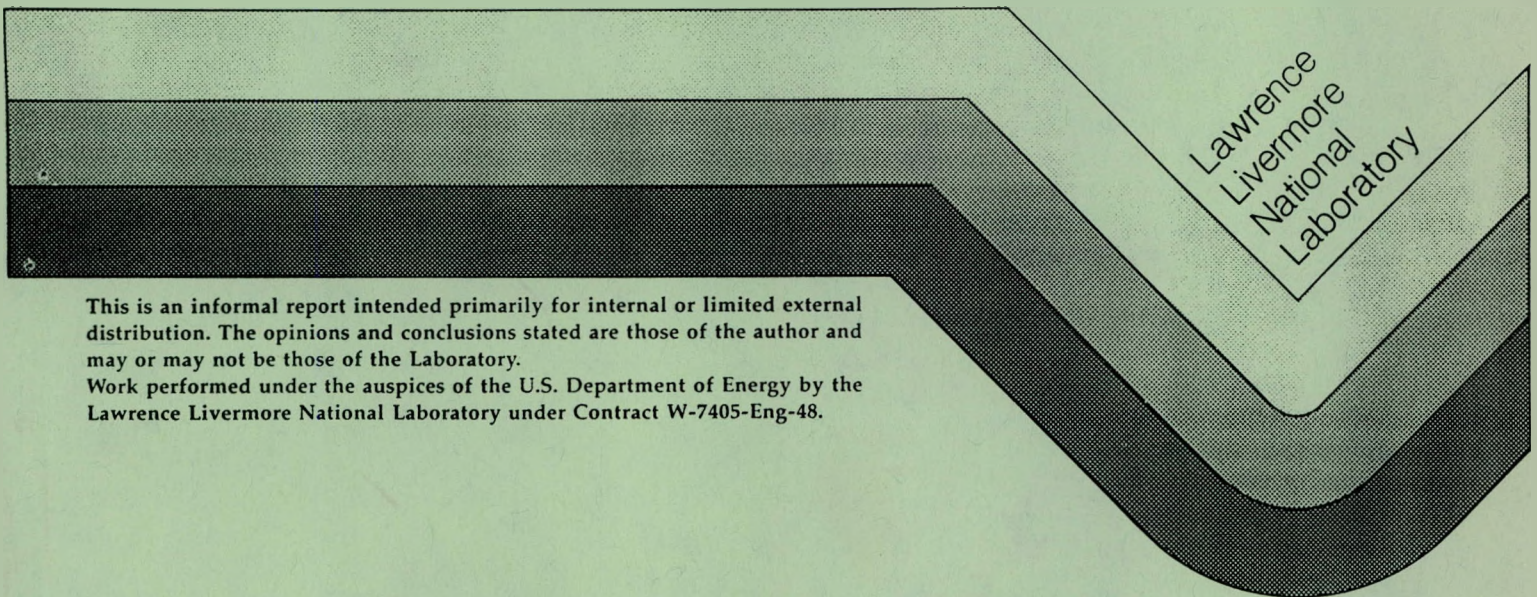 Lawrence
Livermore
National
Laboratory
This is an informal report intended primarily for internal or limited external
distribution. The opinions and conclusions stated are those of the author and
may or may not be those of the Laboratory.
Work performed under the auspices of the U.S. Department of Energy by the
Lawrence Livermore National Laboratory under Contract W-7405-Eng-48.